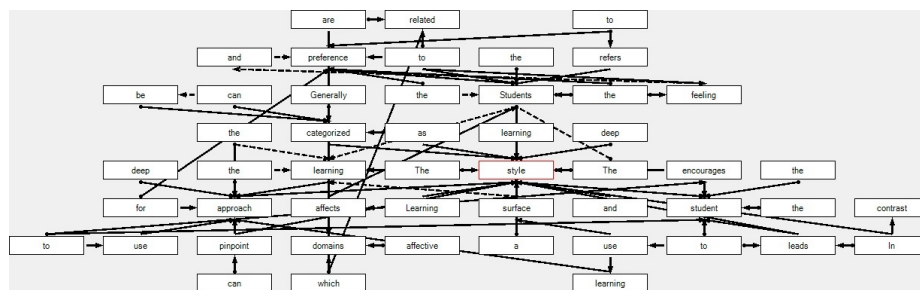 are related to
and preference to the refers
be can Generally the Students the feeling
the categorized as learning deep
deep the learning The style The encourages the
for approach affects Learning surface and student the contrast
to use pinpoint domains affective a use to leads In
can which learning